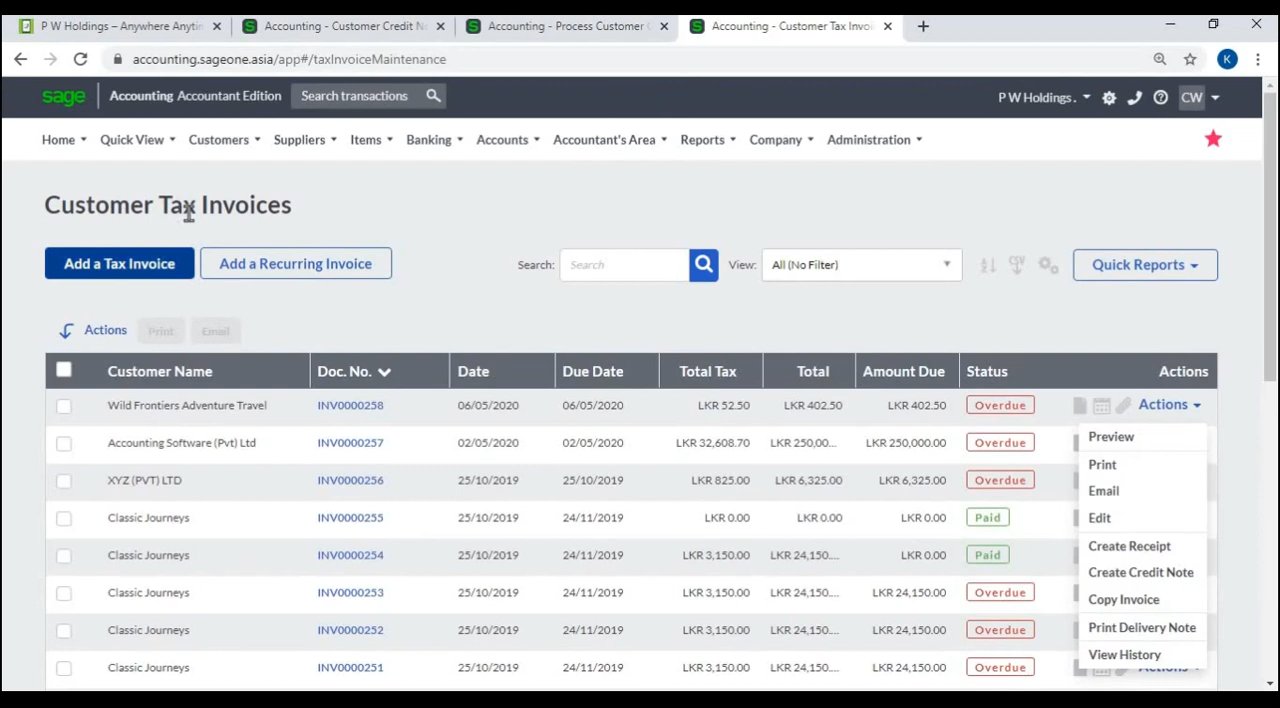 P W Holdings – Anywhere Anytin
Accounting - Customer Credit No
Accounting - Process Customer
Accounting - Customer Tax Invoi
accounting.sageone.asia/app#/taxInvoiceMaintenance
K
sage Accounting Accountant Edition Search transactions P W Holdings . CW
Home Quick View Customers Suppliers Items Banking Accounts Accountant's Area Reports Company Administration
Customer Tax Invoices
Add a Tax Invoice Add a Recurring Invoice Search: Search View: All (No Filter) CSV Quick Reports
Actions Print Email
Customer Name Doc. No. Date Due Date Total Tax Total Amount Due Status Actions
Wild Frontiers Adventure Travel INV0000258 06/05/2020 06/05/2020 LKR 52.50 LKR 402.50 LKR 402.50 Overdue Actions
Accounting Software (Pvt) Ltd INV0000257 02/05/2020 02/05/2020 LKR 32,608.70 LKR 250,00... LKR 250,000.00 Overdue
XYZ (PVT) LTD INV0000256 25/10/2019 25/10/2019 LKR 825.00 LKR 6,325.00 LKR 6,325.00 Overdue
Classic Journeys INV0000255 25/10/2019 24/11/2019 LKR 0.00 LKR 0.00 LKR 0.00 Paid
Classic Journeys INV0000254 25/10/2019 24/11/2019 LKR 3,150.00 LKR 24,150.... LKR 0.00 Paid
Classic Journeys INV0000253 25/10/2019 24/11/2019 LKR 3,150.00 LKR 24,150.... LKR 24,150.00 Overdue
Classic Journeys INV0000252 25/10/2019 24/11/2019 LKR 3,150.00 LKR 24,150.... LKR 24,150.00 Overdue
Classic Journeys INV0000251 25/10/2019 24/11/2019 LKR 3,150.00 LKR 24,150.... LKR 24,150.00 Overdue Actions
Preview
Print
Email
Edit
Create Receipt
Create Credit Note
Copy Invoice
Print Delivery Note
View History